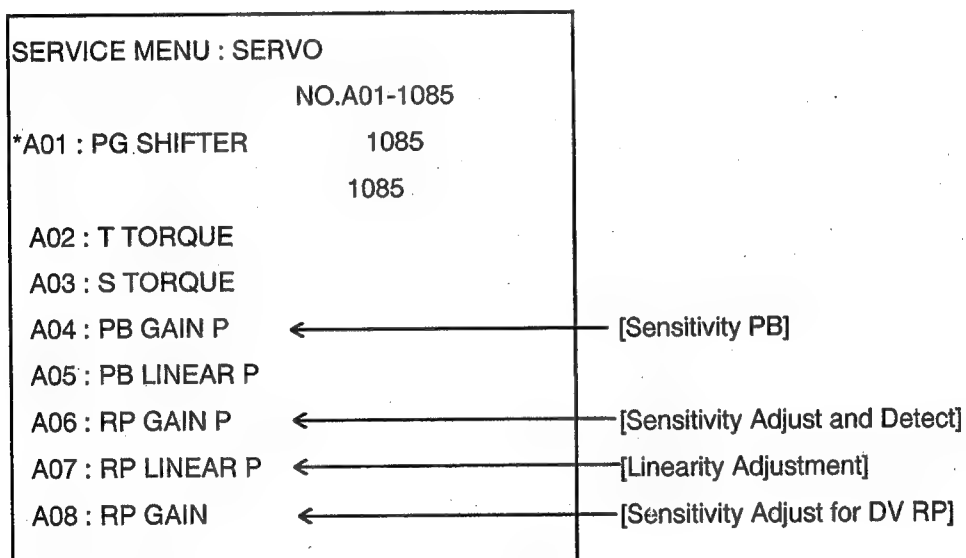 SERVICE MENU : SERVO
NO.A01-1085
*A01 : PG SHIFTER 1085
1085
A02 : T TORQUE
A03 : S TORQUE
A04 : PB GAIN P [Sensitivity PB]
A05 : PB LINEAR P
A06 : RP GAIN P [Sensitivity Adjust and Detect]
A07 : RP LINEAR P [Linearity Adjustment]
A08 : RP GAIN [Sensitivity Adjust for DV RP]